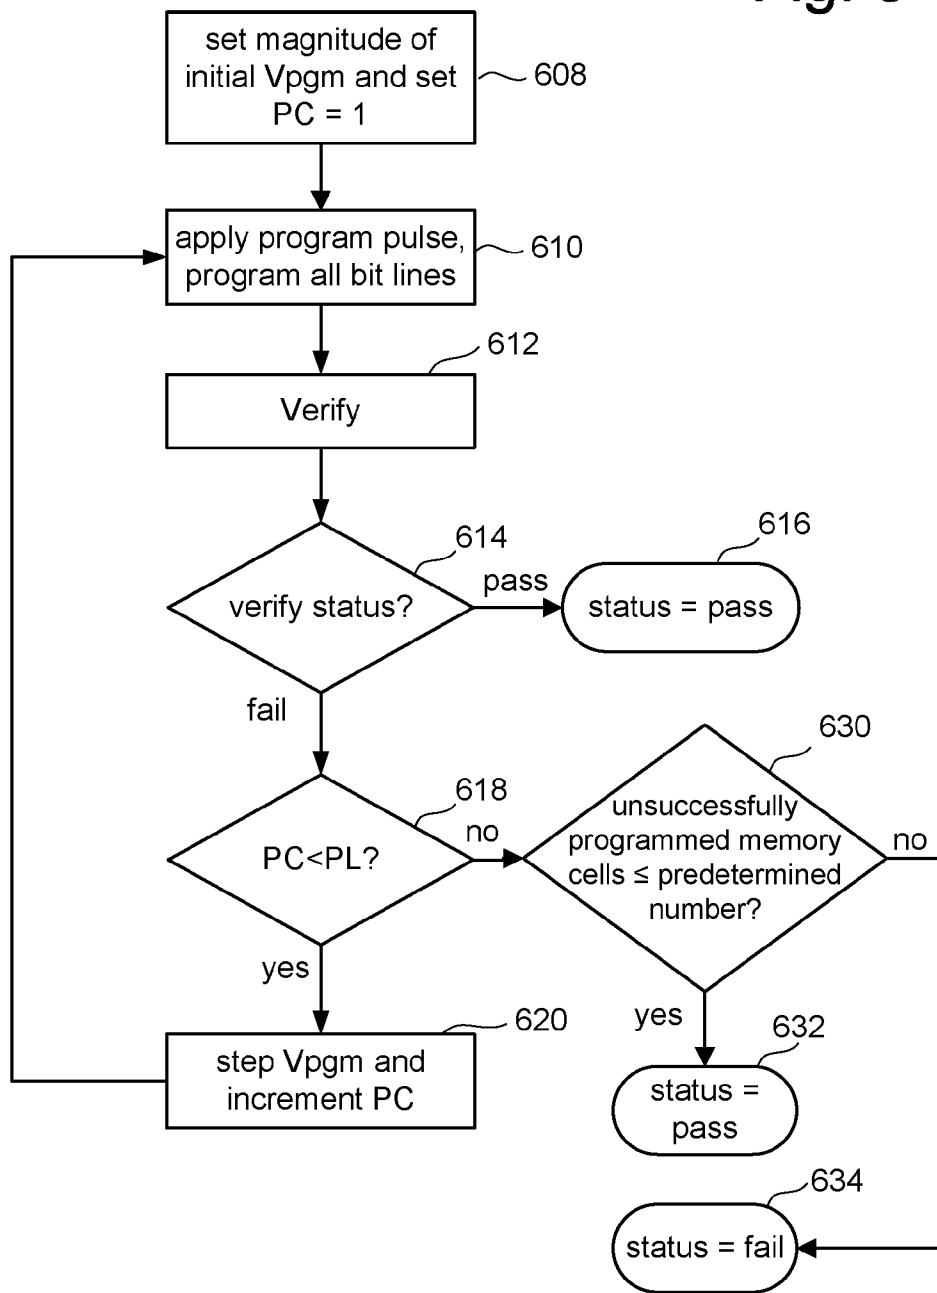 set magnitude of
initial Vpgm and set
PC = 1
608
apply program pulse,
program all bit lines
610
612
Verify
614
verify status?
pass
616
status = pass
fail
618
PC<PL?
no
630
unsuccessfully
programmed memory
cells ≤ predetermined
number?
no
yes
yes
620
step Vpgm and
increment PC
632
status =
pass
634
status = fail